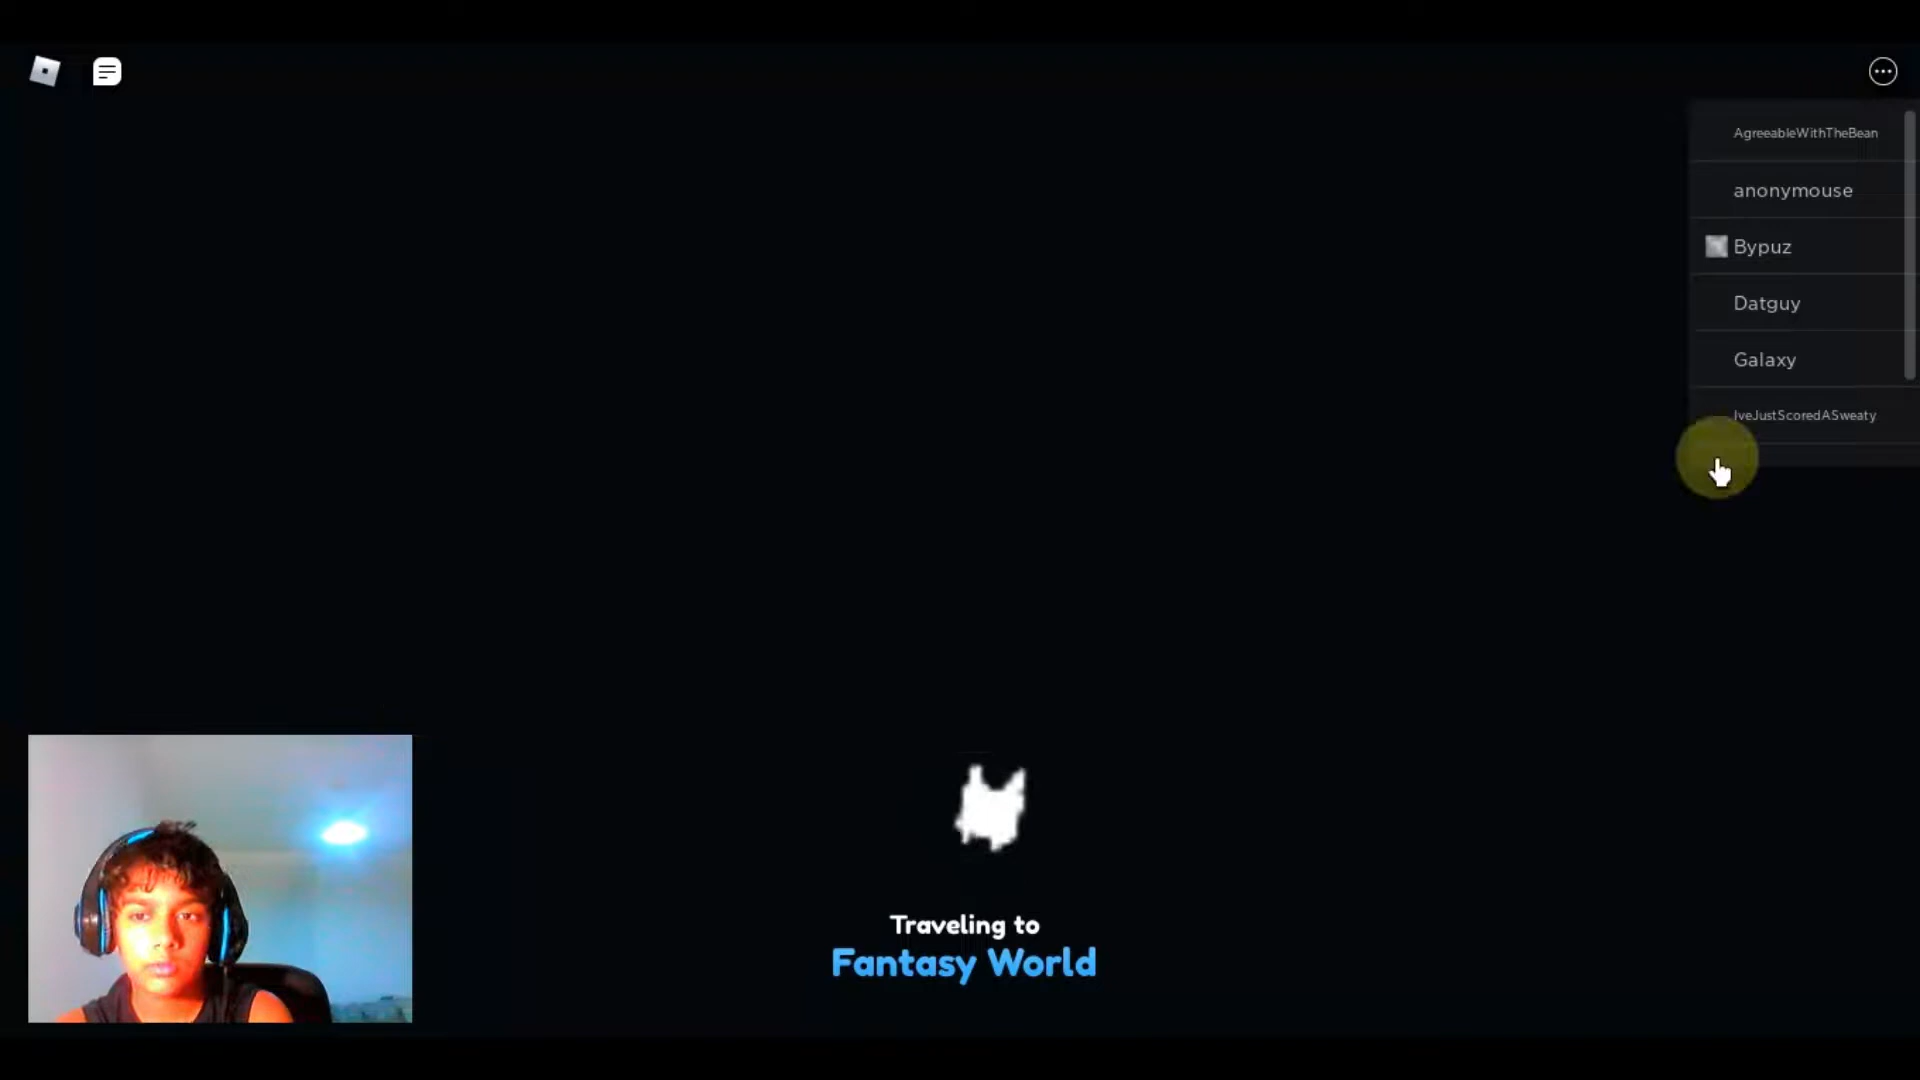 AgreeableWithTheBean
anonymouse
Bypuz
Datguy
Galaxy
IveJustScoredASweaty
Traveling to
Fantasy World